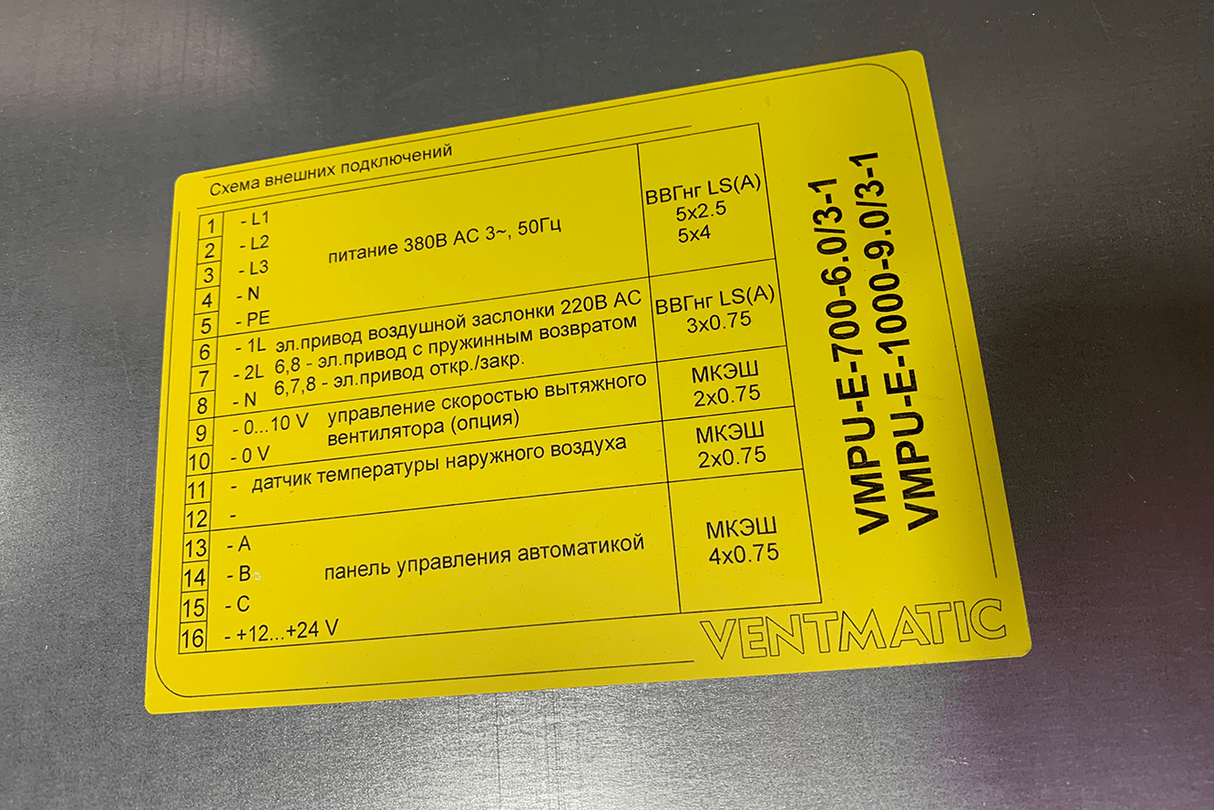 Схема внешних подключений
1 - L1
2 - L2
3 - L3
4 - N
5 - PE
питание 380В АС 3~, 50Гц
ВВГнг LS(A)
5x2.5
5x4
6 - 1L эл.привод воздушной заслонки 220В АС
7 - 2L 6,8 - эл.привод с пружинным возвратом
8 - N 6,7,8 - эл.привод откр./закр.
ВВГнг LS(A)
3x0.75
9 - 0...10 V управление скоростью вытяжного
10 - 0 V вентилятора (опция)
МКЭШ
2x0.75
11 - датчик температуры наружного воздуха
12 -
МКЭШ
2x0.75
13 - A
14 - B
15 - C
16 - +12...+24 V
панель управления автоматикой
МКЭШ
4x0.75
VMPU-E-700-6.0/3-1
VMPU-E-1000-9.0/3-1
VENTMATIC